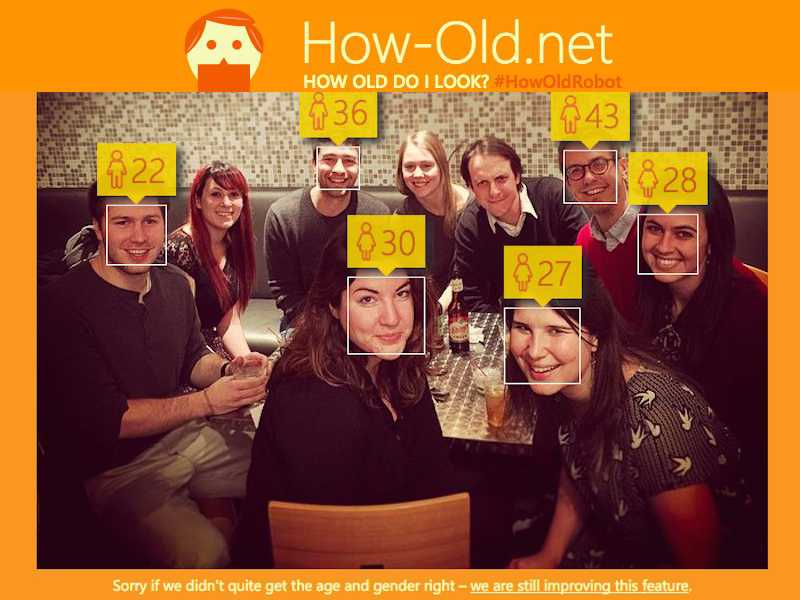 How-Old.net
HOW OLD DO I LOOK? #HowOldRobot
36
43
22
28
30
27
Sorry if we didn't quite get the age and gender right – we are still improving this feature.